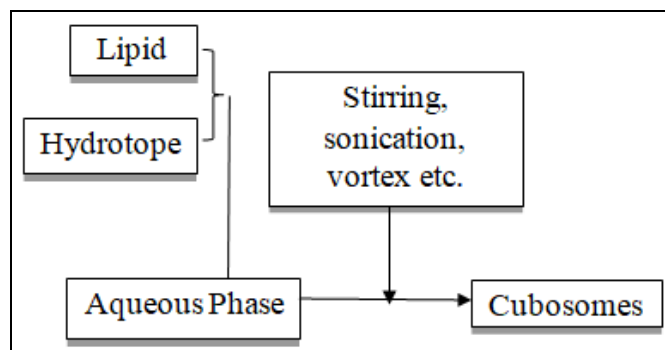 Lipid
Hydrotope
Stirring,
sonication,
vortex etc.
Aqueous Phase
Cubosomes